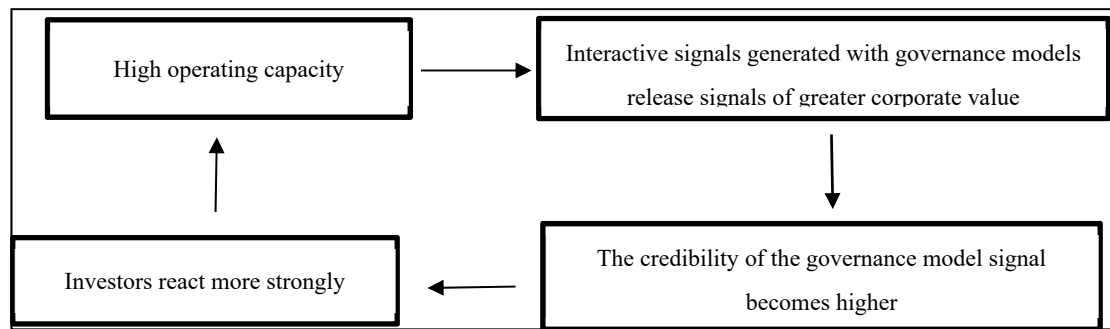 High operating capacity
Interactive signals generated with governance models
release signals of greater corporate value
Investors react more strongly
The credibility of the governance model signal
becomes higher